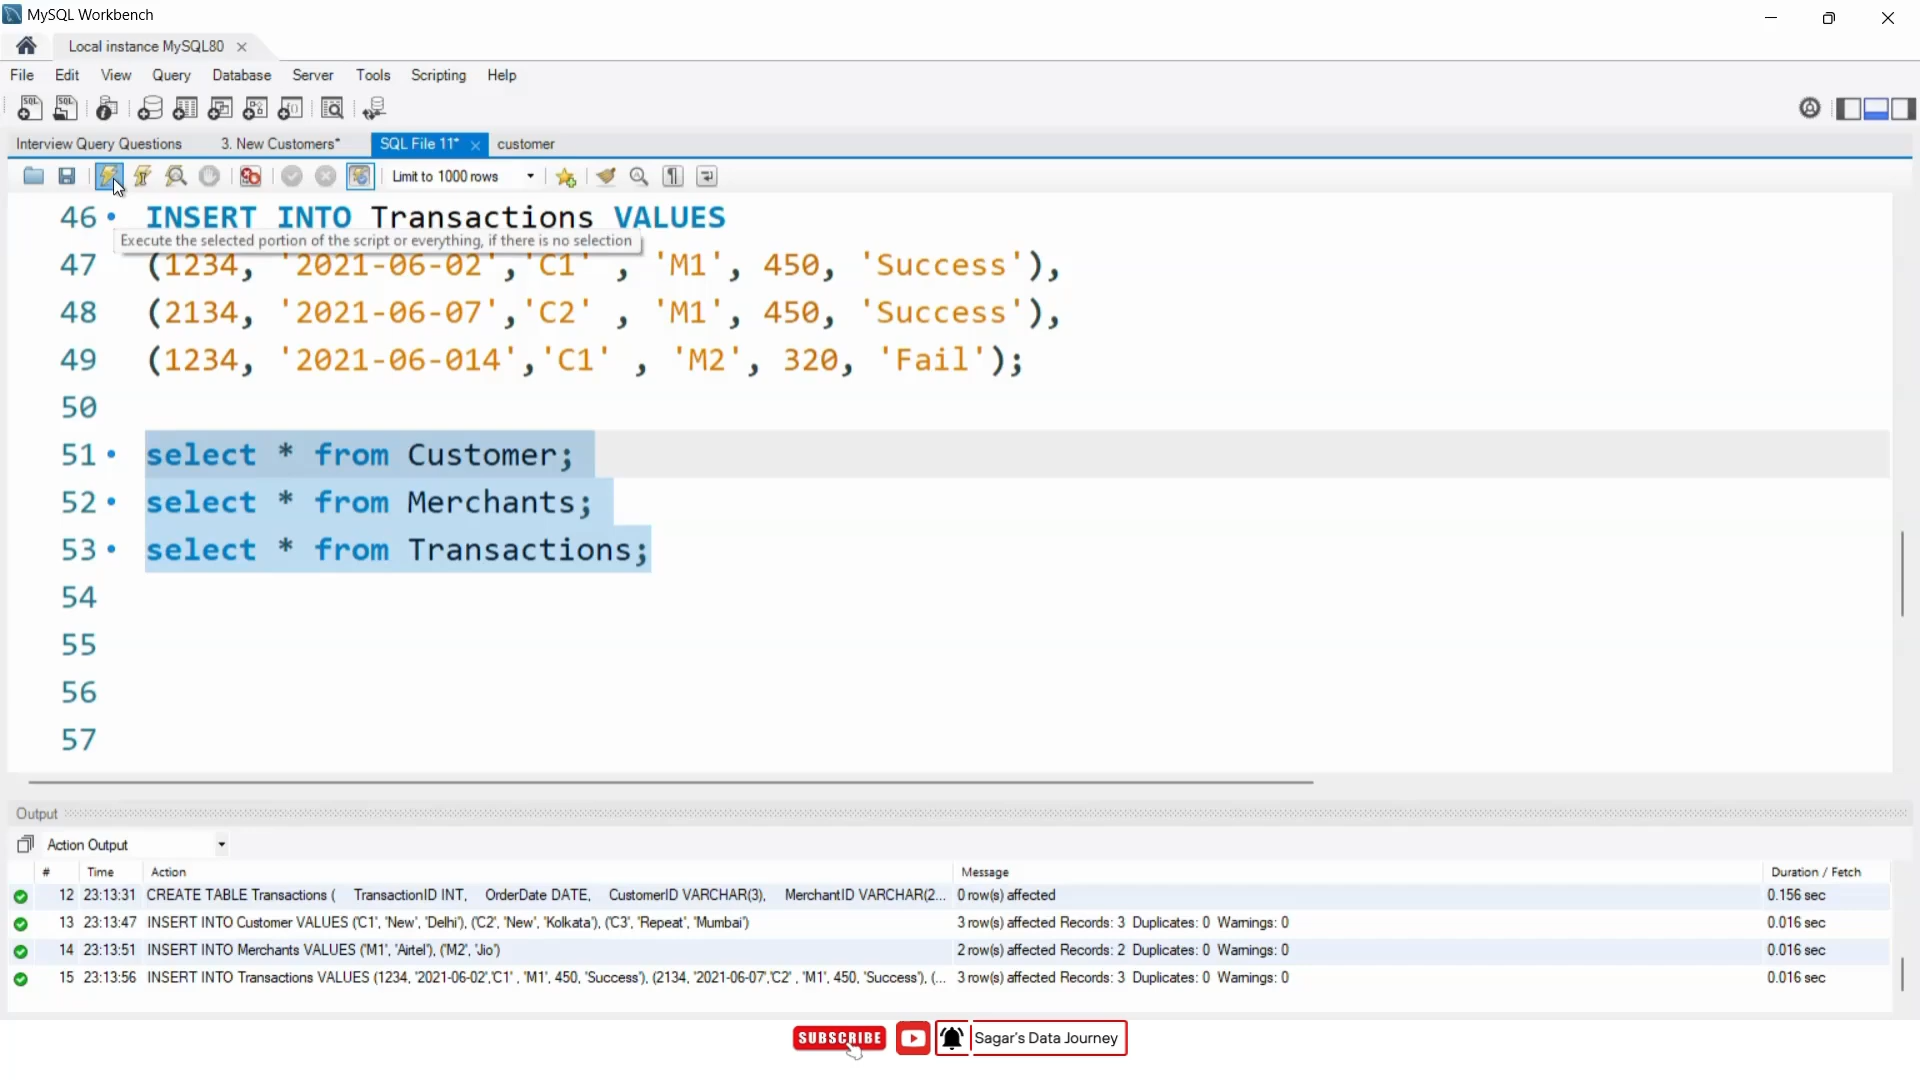 MySQL Workbench
Local instance MySQL80
File Edit View Query Database Server Tools Scripting Help
Interview Query Questions 3. New Customers* SQL File 11* customer
Limit to 1000 rows
46 INSERT INTO Transactions VALUES
Execute the selected portion of the script or everything, if there is no selection
47 (1234, '2021-06-02','C1' , 'M1', 450, 'Success'),
48 (2134, '2021-06-07','C2' , 'M1', 450, 'Success'),
49 (1234, '2021-06-014','C1' , 'M2', 320, 'Fail');
50
51 select * from Customer;
52 select * from Merchants;
53 select * from Transactions;
54
55
56
57
Output
Action Output
# Time Action Message Duration / Fetch
12 23:13:31 CREATE TABLE Transactions ( TransactionID INT, OrderDate DATE, CustomerID VARCHAR(3), MerchantID VARCHAR(2... 0 row(s) affected 0.156 sec
13 23:13:47 INSERT INTO Customer VALUES ('C1', 'New', 'Delhi'), ('C2', 'New', 'Kolkata'), ('C3', 'Repeat', 'Mumbai') 3 row(s) affected Records: 3 Duplicates: 0 Warnings: 0 0.016 sec
14 23:13:51 INSERT INTO Merchants VALUES ('M1', 'Airtel'), ('M2', 'Jio') 2 row(s) affected Records: 2 Duplicates: 0 Warnings: 0 0.016 sec
15 23:13:56 INSERT INTO Transactions VALUES (1234, '2021-06-02','C1' , 'M1', 450, 'Success'), (2134, '2021-06-07','C2' , 'M1', 450, 'Success'), (... 3 row(s) affected Records: 3 Duplicates: 0 Warnings: 0 0.016 sec
SUBSCRIBE Sagar's Data Journey